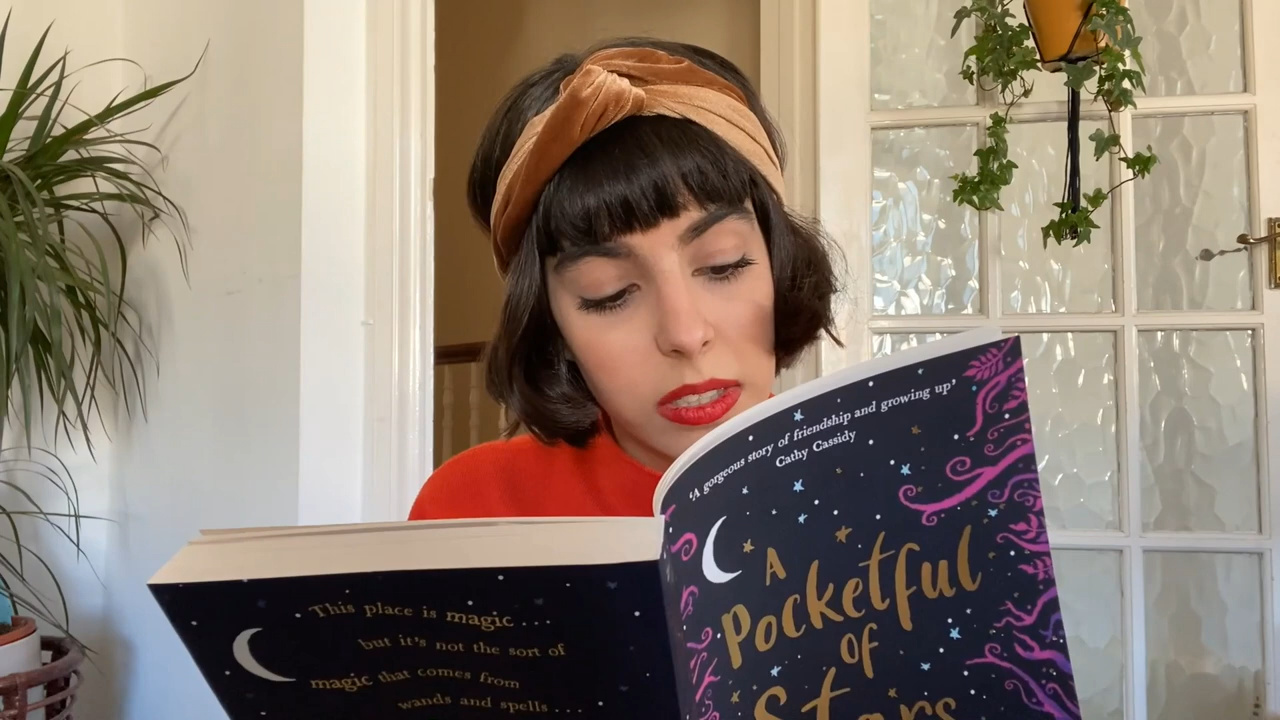 This place is magic ...
but it's not the sort of
magic that comes from
wands and spells ...
'A gorgeous story of friendship and growing up'
Cathy Cassidy
A
Pocketful
of
Stars